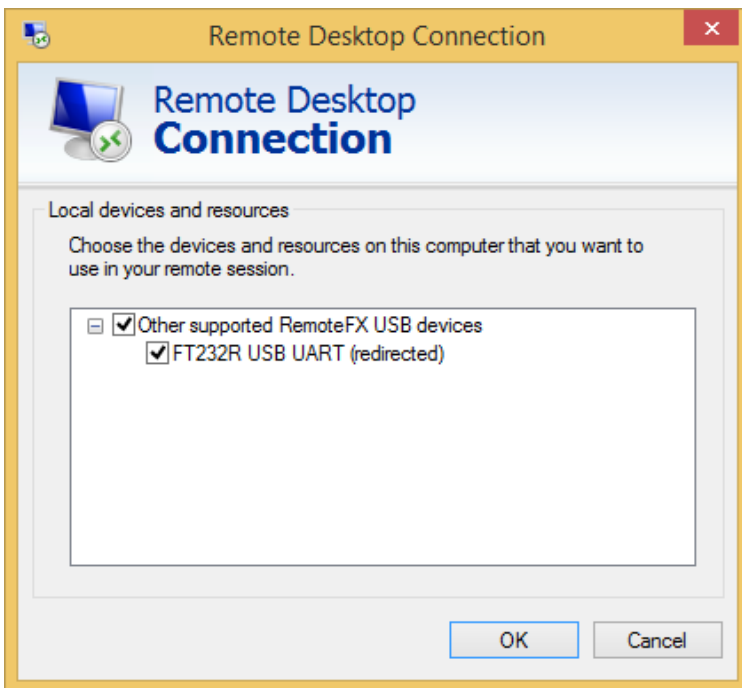 Remote Desktop Connection
Remote Desktop
Connection
Local devices and resources
Choose the devices and resources on this computer that you want to
use in your remote session.
Other supported RemoteFX USB devices
FT232R USB UART (redirected)
OK
Cancel